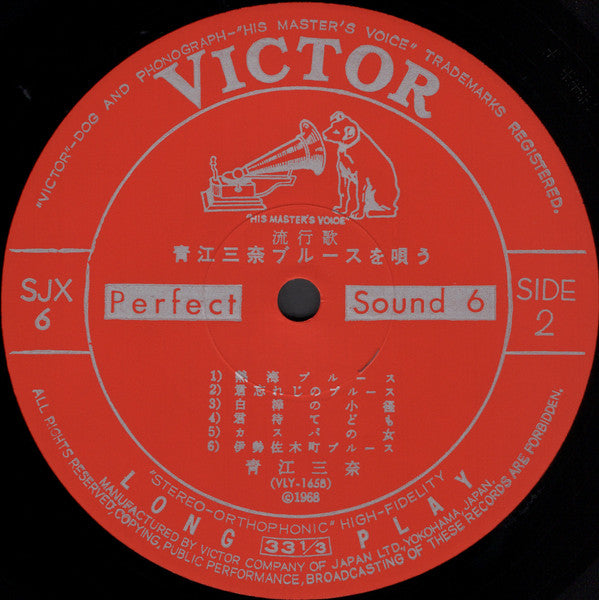 "VICTOR"-DOG AND PHONOGRAPH-"HIS MASTER'S VOICE" TRADEMARKS REGISTERED.
VICTOR
"HIS MASTER'S VOICE"
流行歌
青江三奈ブルースを唄う
SJX
6
Perfect
Sound 6
SIDE
2
1) 熱海ブルース
2) 君忘れじのブルース
3) 白樺の小径
4) 君待てども
5) カスバの女
6) 伊勢佐木町ブルース
青江三奈
(VLY-1658)
©1968
"STEREO-ORTHOPHONIC" HIGH-FIDELITY
LONG PLAY
33 1/3
MANUFACTURED BY VICTOR COMPANY OF JAPAN LTD., YOKOHAMA, JAPAN.
ALL RIGHTS RESERVED. COPYING, PUBLIC PERFORMANCE, BROADCASTING OF THESE RECORDS ARE FORBIDDEN.